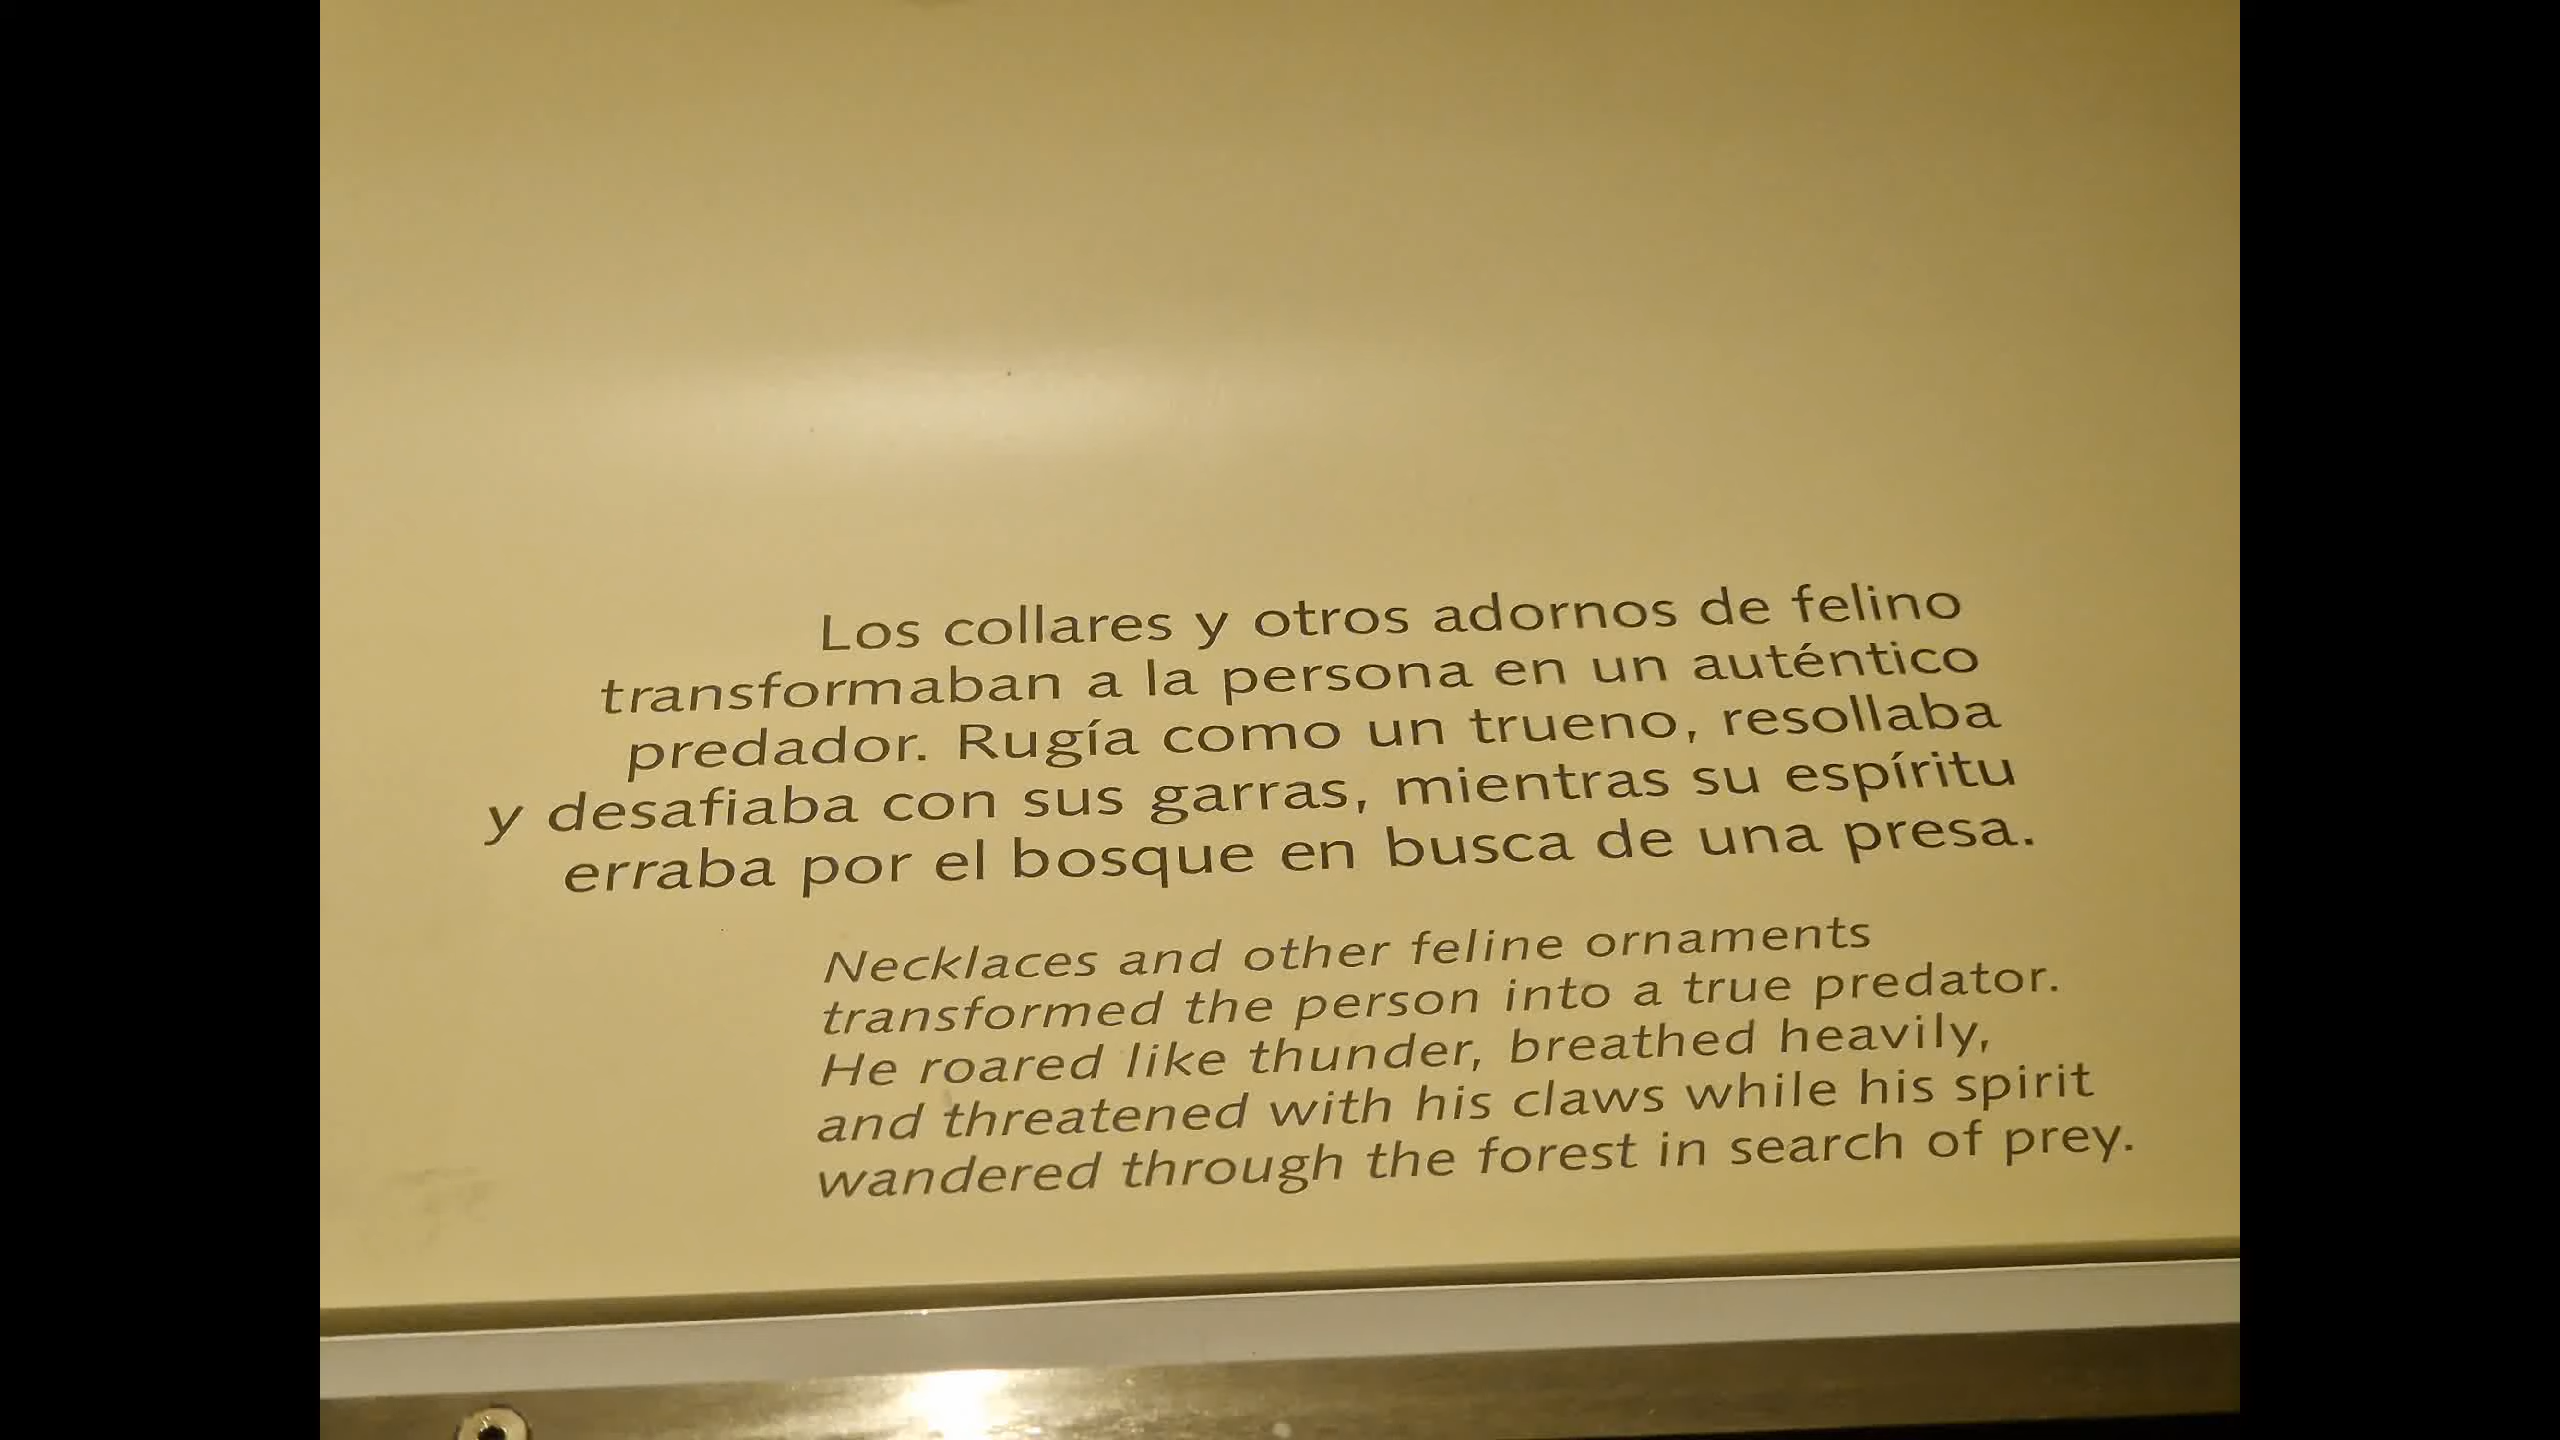 Los collares y otros adornos de felino
transformaban a la persona en un auténtico
predador. Rugía como un trueno, resollaba
y desafiaba con sus garras, mientras su espíritu
erraba por el bosque en busca de una presa.
Necklaces and other feline ornaments
transformed the person into a true predator.
He roared like thunder, breathed heavily,
and threatened with his claws while his spirit
wandered through the forest in search of prey.